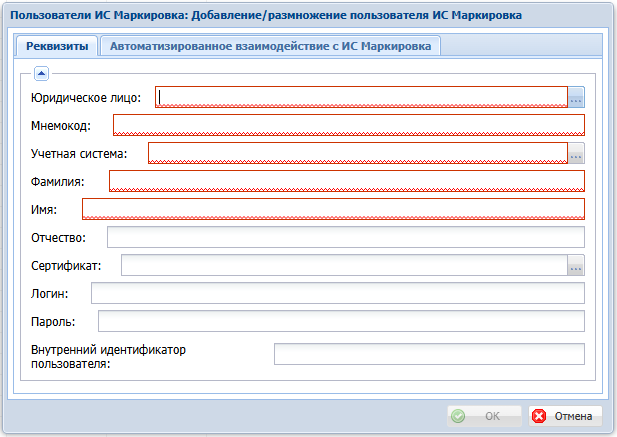 Пользователи ИС Маркировка: Добавление/размножение пользователя ИС Маркировка
Реквизиты
Автоматизированное взаимодействие с ИС Маркировка
Юридическое лицо:
...
Мнемокод:
Учетная система:
...
Фамилия:
Имя:
Отчество:
Сертификат:
...
Логин:
Пароль:
Внутренний идентификатор
пользователя:
OK
Отмена